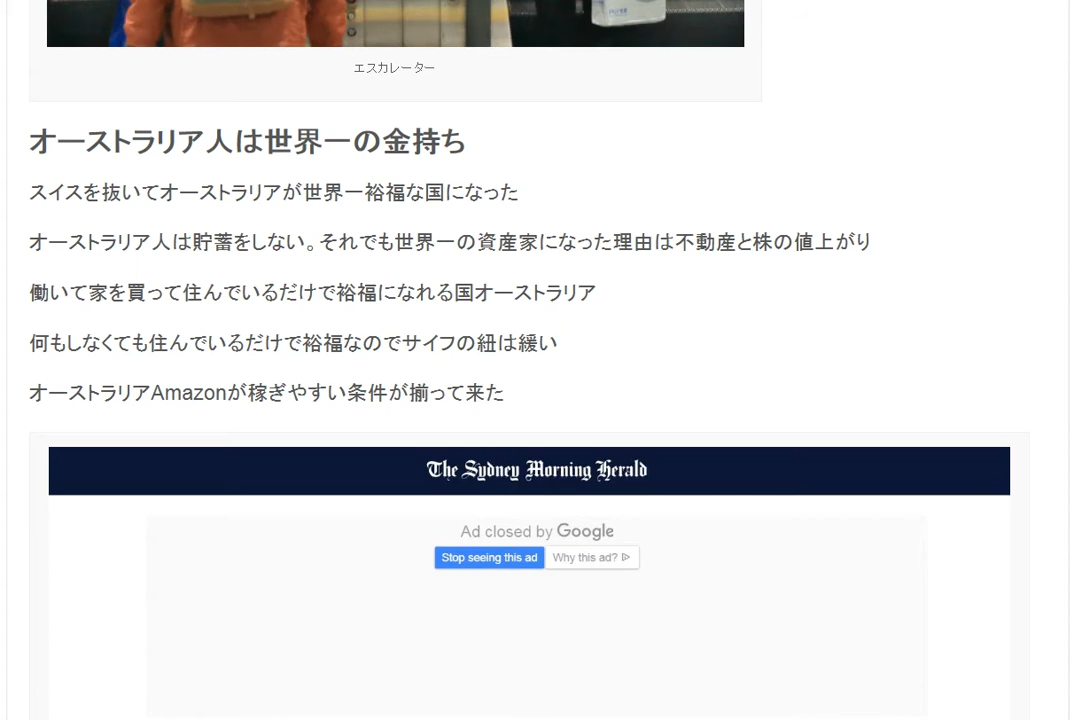 エスカレーター
オーストラリア人は世界一の金持ち
スイスを抜いてオーストラリアが世界一裕福な国になった
オーストラリア人は貯蓄をしない。それでも世界一の資産家になった理由は不動産と株の値上がり
働いて家を買って住んでいるだけで裕福になれる国オーストラリア
何もしなくても住んでいるだけで裕福なのでサイフの紐は緩い
オーストラリアAmazonが稼ぎやすい条件が揃って来た
The Sydney Morning Herald
Ad closed by Google
Stop seeing this ad Why this ad?